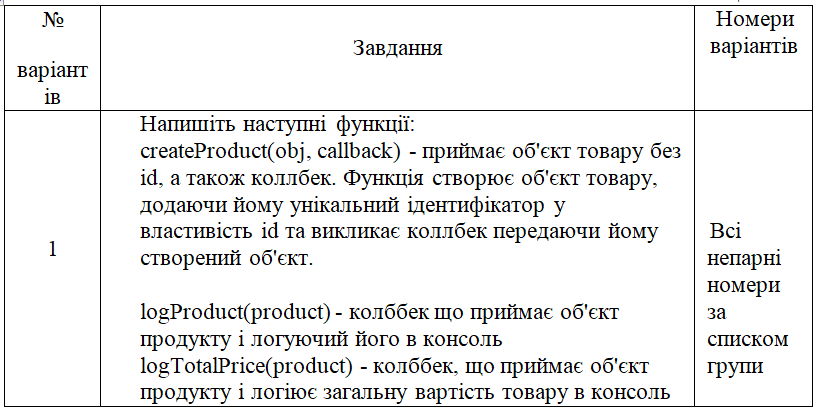 №
варіант
ів
Завдання
Номери
варіантів
1
Напишіть наступні функції:
createProduct(obj, callback) - приймає об'єкт товару без
id, а також коллбек. Функція створює об'єкт товару,
додаючи йому унікальний ідентифікатор у
властивість id та викликає коллбек передаючи йому
створений об'єкт.
logProduct(product) - колббек що приймає об'єкт
продукту і логуючий його в консоль
logTotalPrice(product) - колббек, що приймає об'єкт
продукту і логіює загальну вартість товару в консоль
Всі
непарні
номери
за
списком
групи